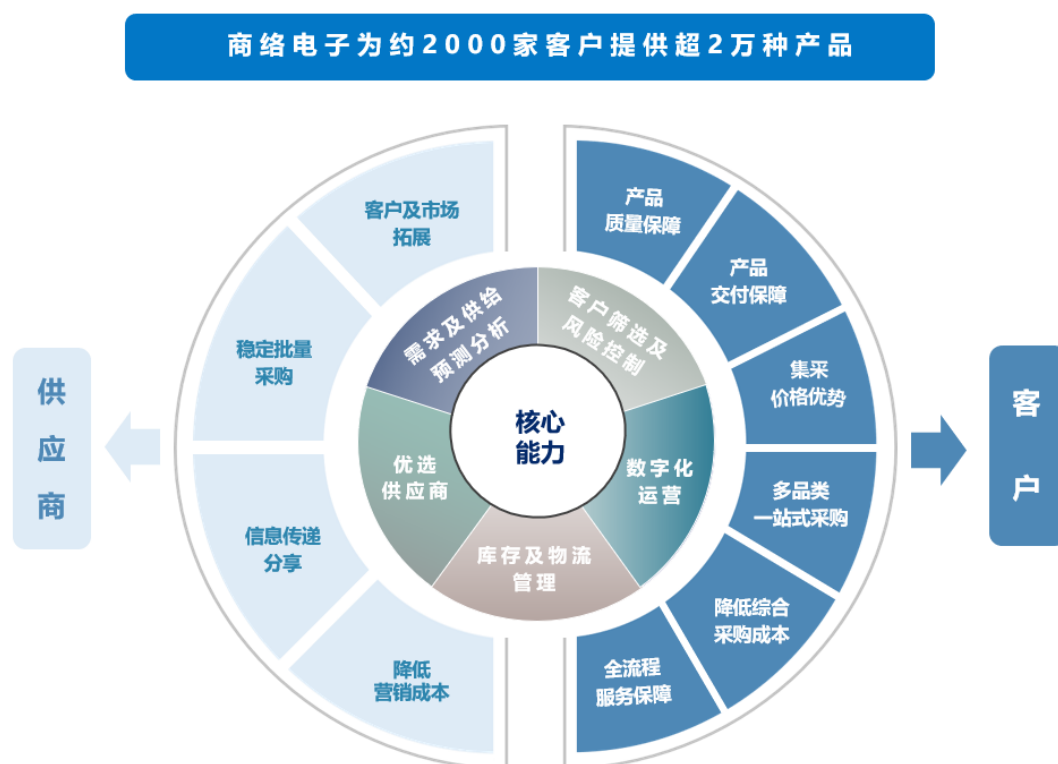 商络电子为约2000家客户提供超2万种产品
供
应
商
客户及市场
拓展
稳定批量
采购
信息传递
分享
降低
营销成本
需求及供给
预测分析
客户筛选及
风险控制
优选
供应商
数字化
运营
库存及物流
管理
核心
能力
产品
质量保障
产品
交付保障
集采
价格优势
多品类
一站式采购
降低综合
采购成本
全流程
服务保障
客
户